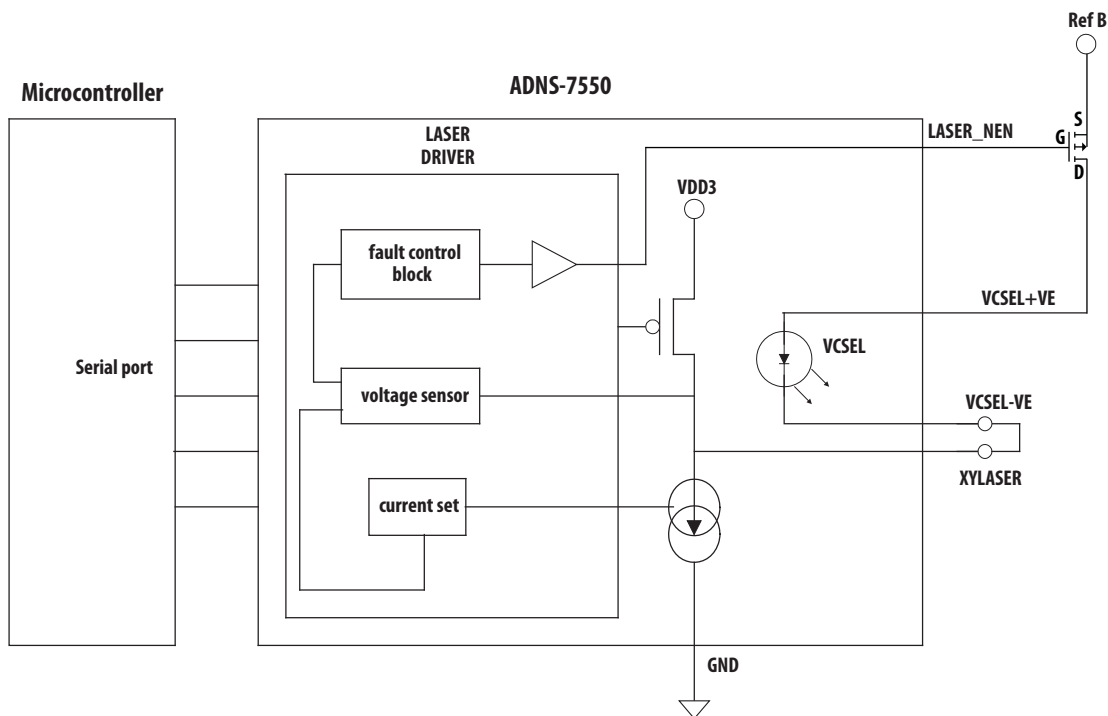 Ref B
Microcontroller
ADNS-7550
LASER
DRIVER
LASER_NEN
S
G
D
VDD3
fault control
block
VCSEL+VE
VCSEL
Serial port
voltage sensor
VCSEL-VE
XYLASER
current set
GND